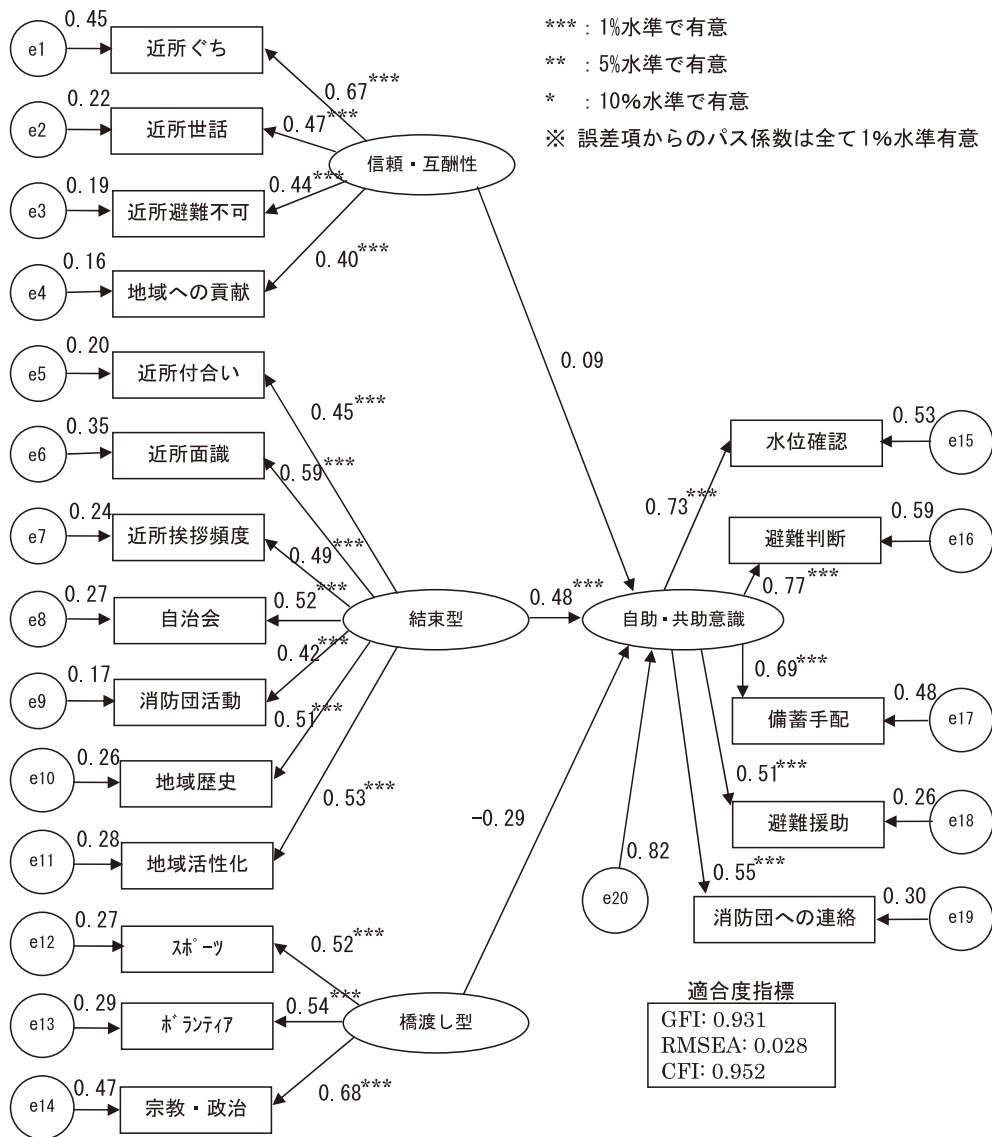 *** : 1%水準で有意
** : 5%水準で有意
* : 10%水準で有意
※ 誤差項からのパス係数は全て1%水準有意
e1
0.45
近所ぐち
0.67***
e2
0.22
近所世話
0.47***
信頼・互酬性
e3
0.19
近所避難不可
0.44***
e4
0.16
地域への貢献
0.40***
0.09
e5
0.20
近所付合い
0.45***
e6
0.35
近所面識
0.59***
e7
0.24
近所挨拶頻度
0.49***
e8
0.27
自治会
0.52***
結束型
0.48***
自助・共助意識
e9
0.17
消防団活動
0.42***
e10
0.26
地域歴史
0.51***
e11
0.28
地域活性化
0.53***
e12
0.27
スポーツ
0.52***
e13
0.29
ボランティア
0.54***
橋渡し型
-0.29
e14
0.47
宗教・政治
0.68***
水位確認
0.53
e15
0.73***
避難判断
0.59
e16
0.77***
0.69***
備蓄手配
0.48
e17
0.51***
避難援助
0.26
e18
0.55***
消防団への連絡
0.30
e19
0.82
e20
適合度指標
GFI: 0.931
RMSEA: 0.028
CFI: 0.952